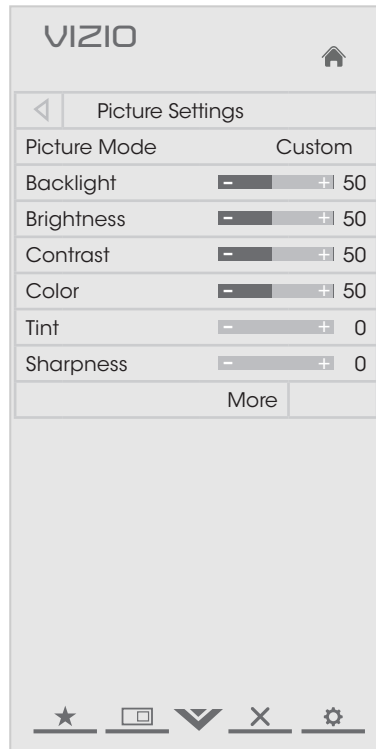 VIZIO
Picture Settings
Picture Mode Custom
Backlight - + 50
Brightness - + 50
Contrast - + 50
Color - + 50
Tint - + 0
Sharpness - + 0
More